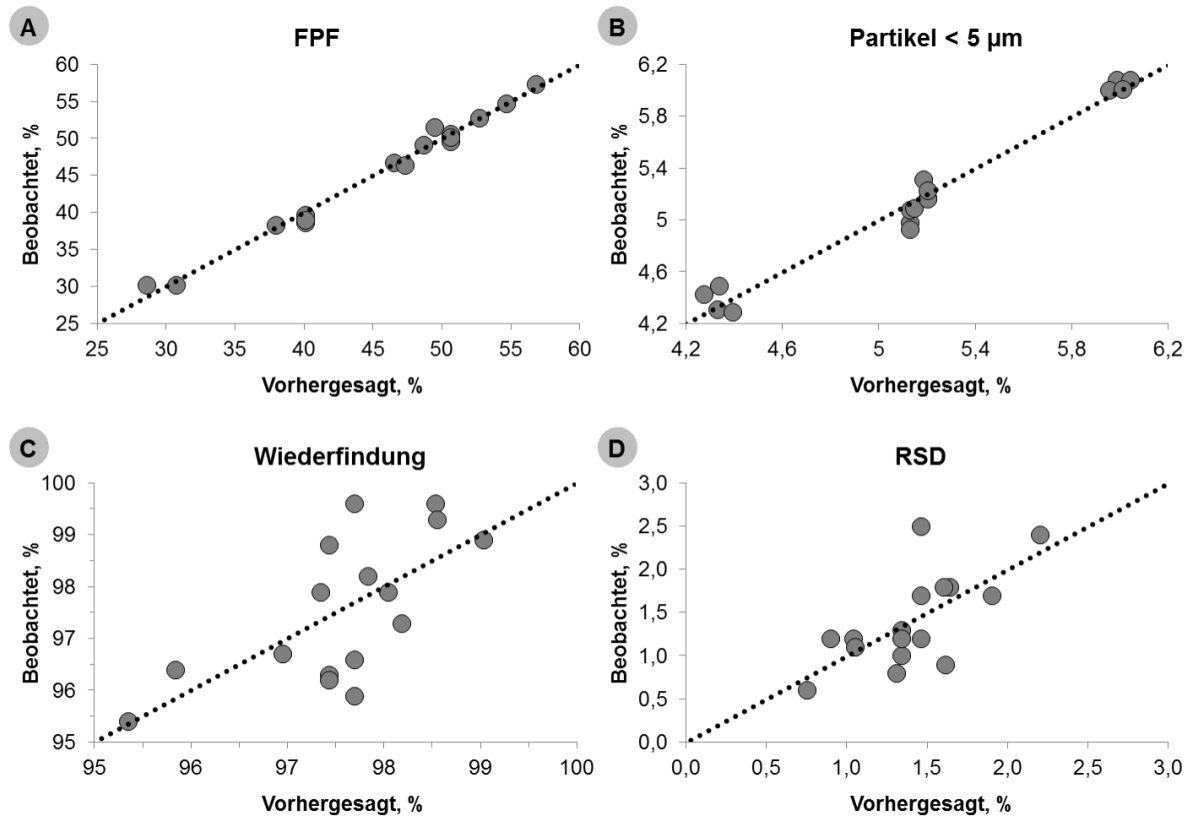 A
FPF
Beobachtet, %
60
55
50
45
40
35
30
25
25 30 35 40 45 50 55 60
Vorhergesagt, %
B
Partikel < 5 µm
Beobachtet, %
6,2
5,8
5,4
5
4,6
4,2
4,2 4,6 5 5,4 5,8 6,2
Vorhergesagt, %
C
Wiederfindung
Beobachtet, %
100
99
98
97
96
95
95 96 97 98 99 100
Vorhergesagt, %
D
RSD
Beobachtet, %
3,0
2,5
2,0
1,5
1,0
0,5
0,0
0,0 0,5 1,0 1,5 2,0 2,5 3,0
Vorhergesagt, %